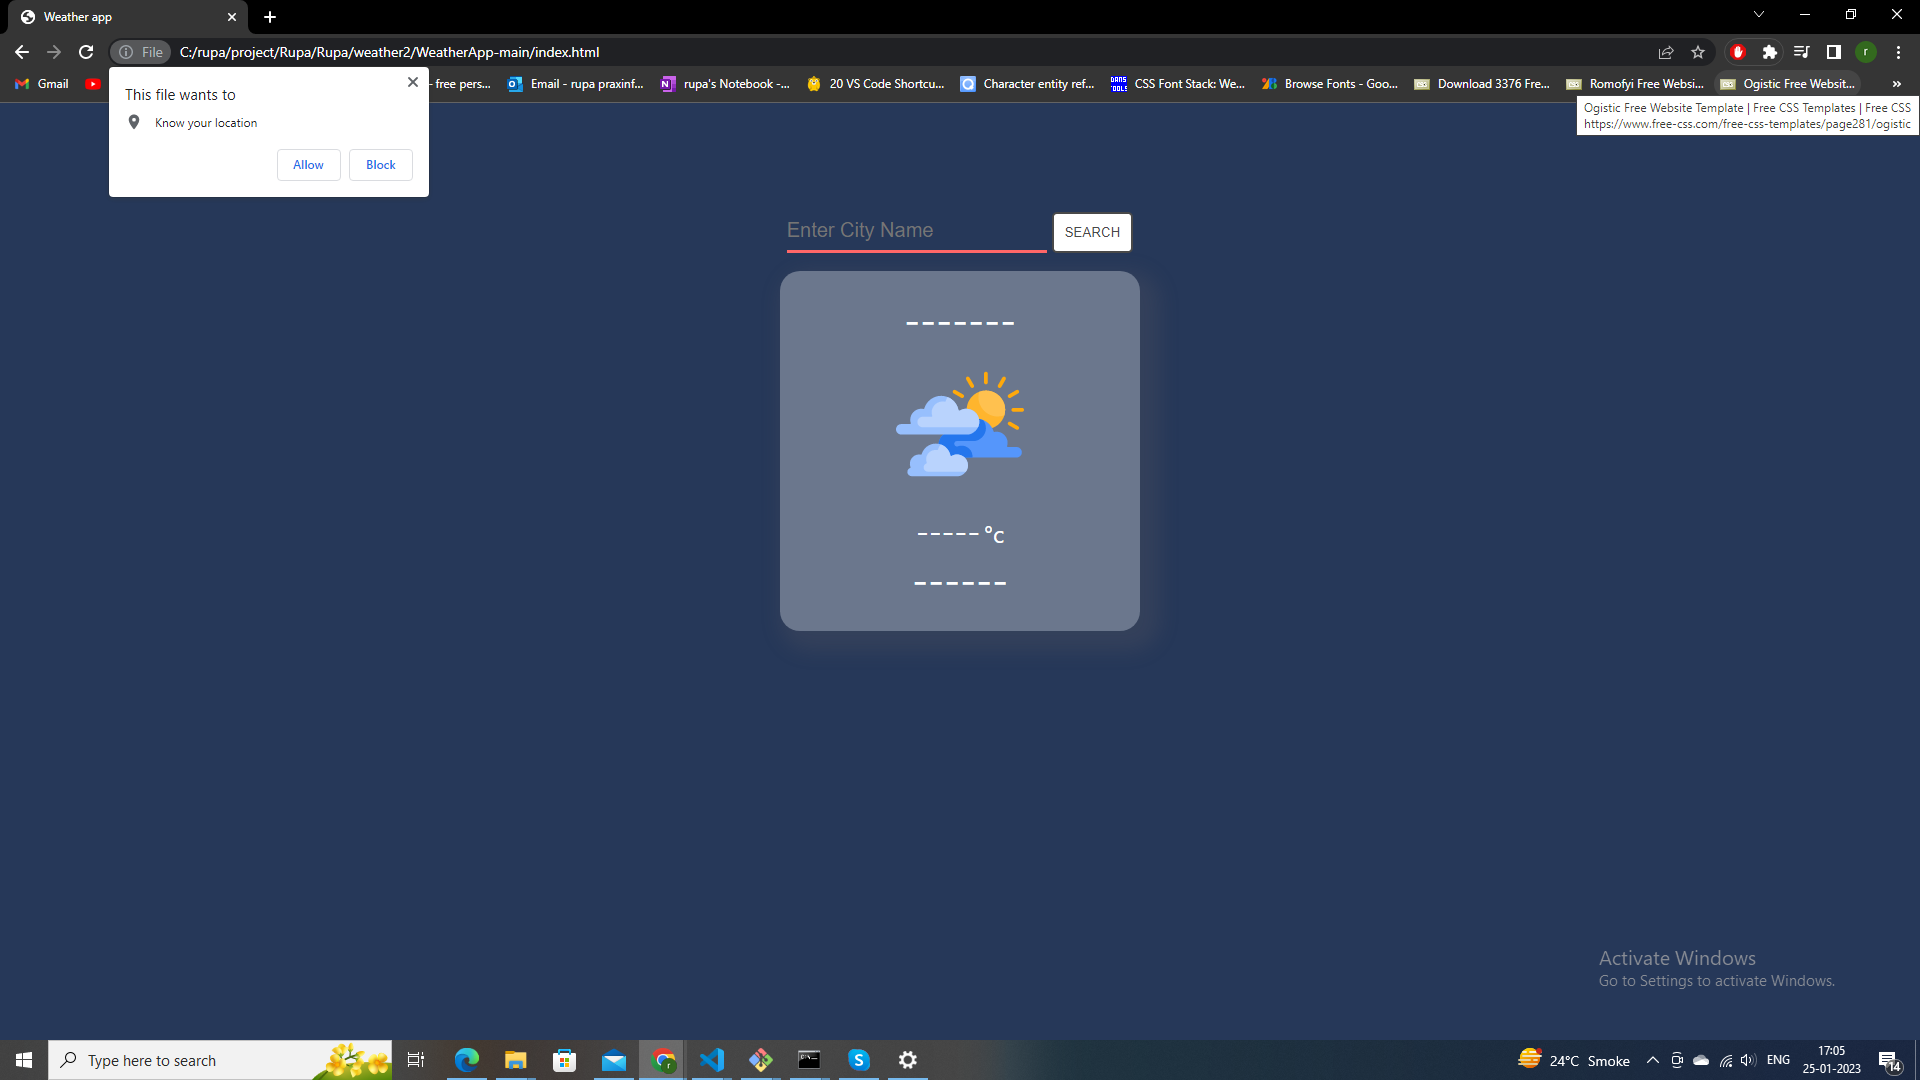 Weather app
File C:/rupa/project/Rupa/Rupa/weather2/WeatherApp-main/index.html
r
Gmail
- free pers...
Email - rupa praxinf...
rupa's Notebook -...
20 VS Code Shortcu...
Character entity ref...
CSS Font Stack: We...
Browse Fonts - Goo...
Download 3376 Fre...
Romofyi Free Websi...
Ogistic Free Websit...
»
This file wants to
Know your location
Allow Block
Ogistic Free Website Template | Free CSS Templates | Free CSS
https://www.free-css.com/free-css-templates/page281/ogistic
Enter City Name SEARCH
-------
-----°c
------
Activate Windows
Go to Settings to activate Windows.
Type here to search
24°C Smoke
ENG
17:05
25-01-2023
14